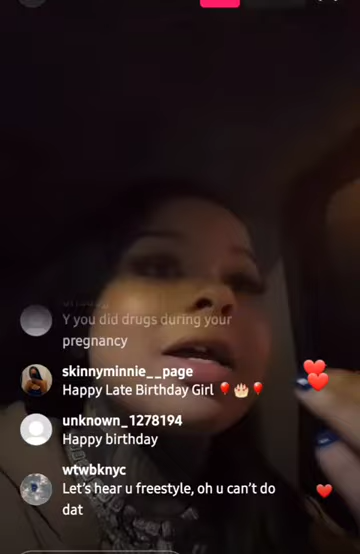 Y you did drugs during your
pregnancy
skinnyminnie__page
Happy Late Birthday Girl 🎈🎂🎈
unknown_1278194
Happy birthday
wtwbknyc
Let's hear u freestyle, oh u can't do
dat